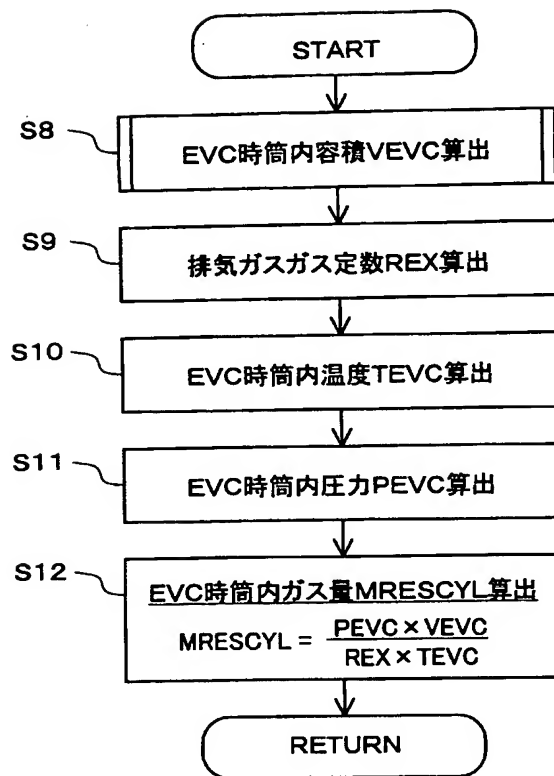 START
S8
EVC時筒内容積VEVC算出
S9
排気ガスガス定数REX算出
S10
EVC時筒内温度TEVC算出
S11
EVC時筒内圧力PEVC算出
S12
EVC時筒内ガス量MRESCYL算出
MRESCYL = PEVC × VEVC
REX × TEVC
RETURN